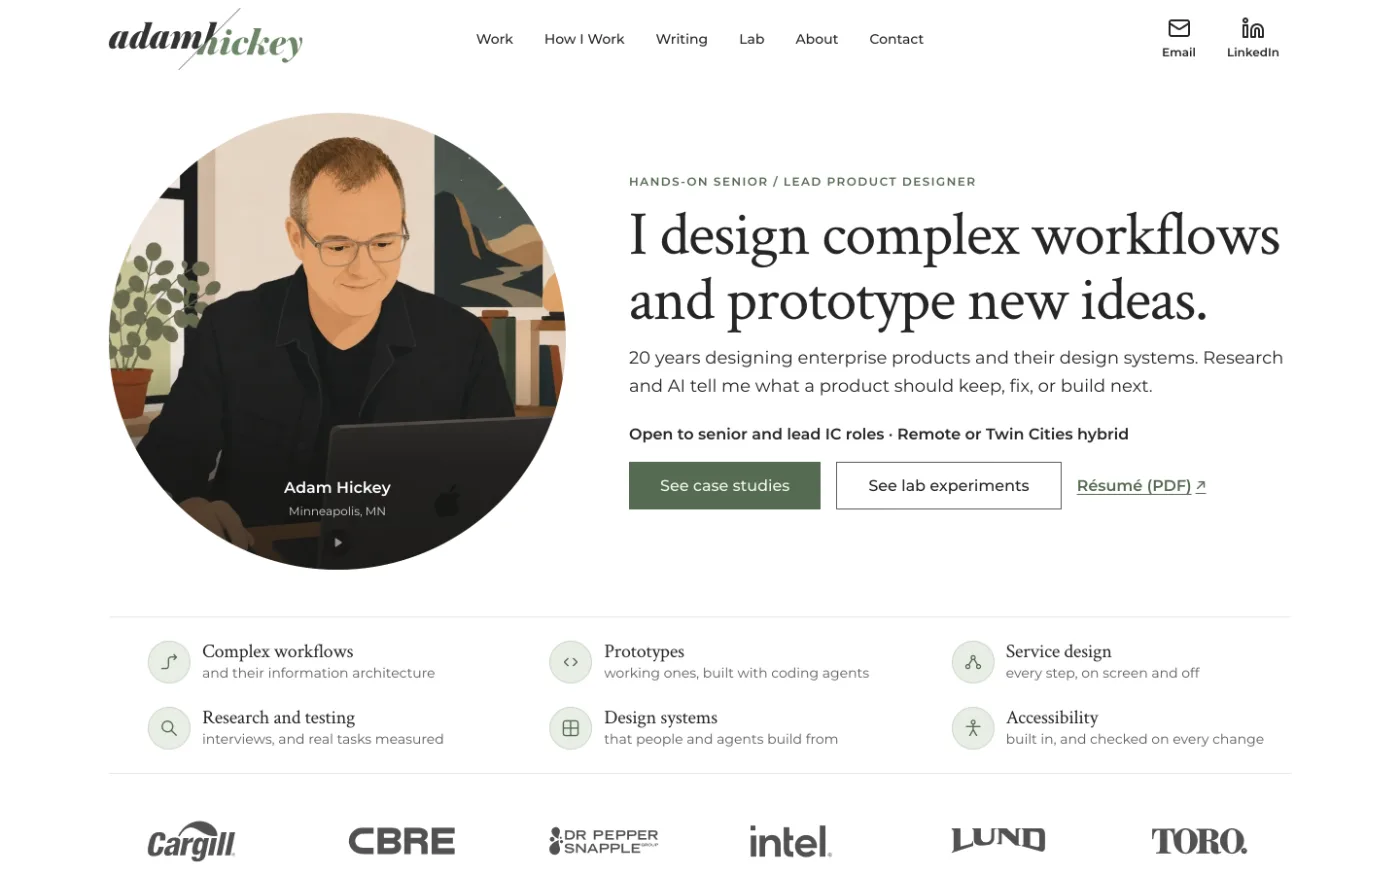 adam/hickey
Work
How I Work
Writing
Lab
About
Contact
Email
LinkedIn
Adam Hickey
Minneapolis, MN
HANDS-ON SENIOR / LEAD PRODUCT DESIGNER
I design complex workflows
and prototype new ideas.
20 years designing enterprise products and their design systems. Research
and AI tell me what a product should keep, fix, or build next.
Open to senior and lead IC roles · Remote or Twin Cities hybrid
See case studies
See lab experiments
Résumé (PDF) ↗
Complex workflows
and their information architecture
Prototypes
working ones, built with coding agents
Service design
every step, on screen and off
Research and testing
interviews, and real tasks measured
Design systems
that people and agents build from
Accessibility
built in, and checked on every change
Cargill
CBRE
DR PEPPER
SNAPPLE GROUP
intel.
LUND
TORO.